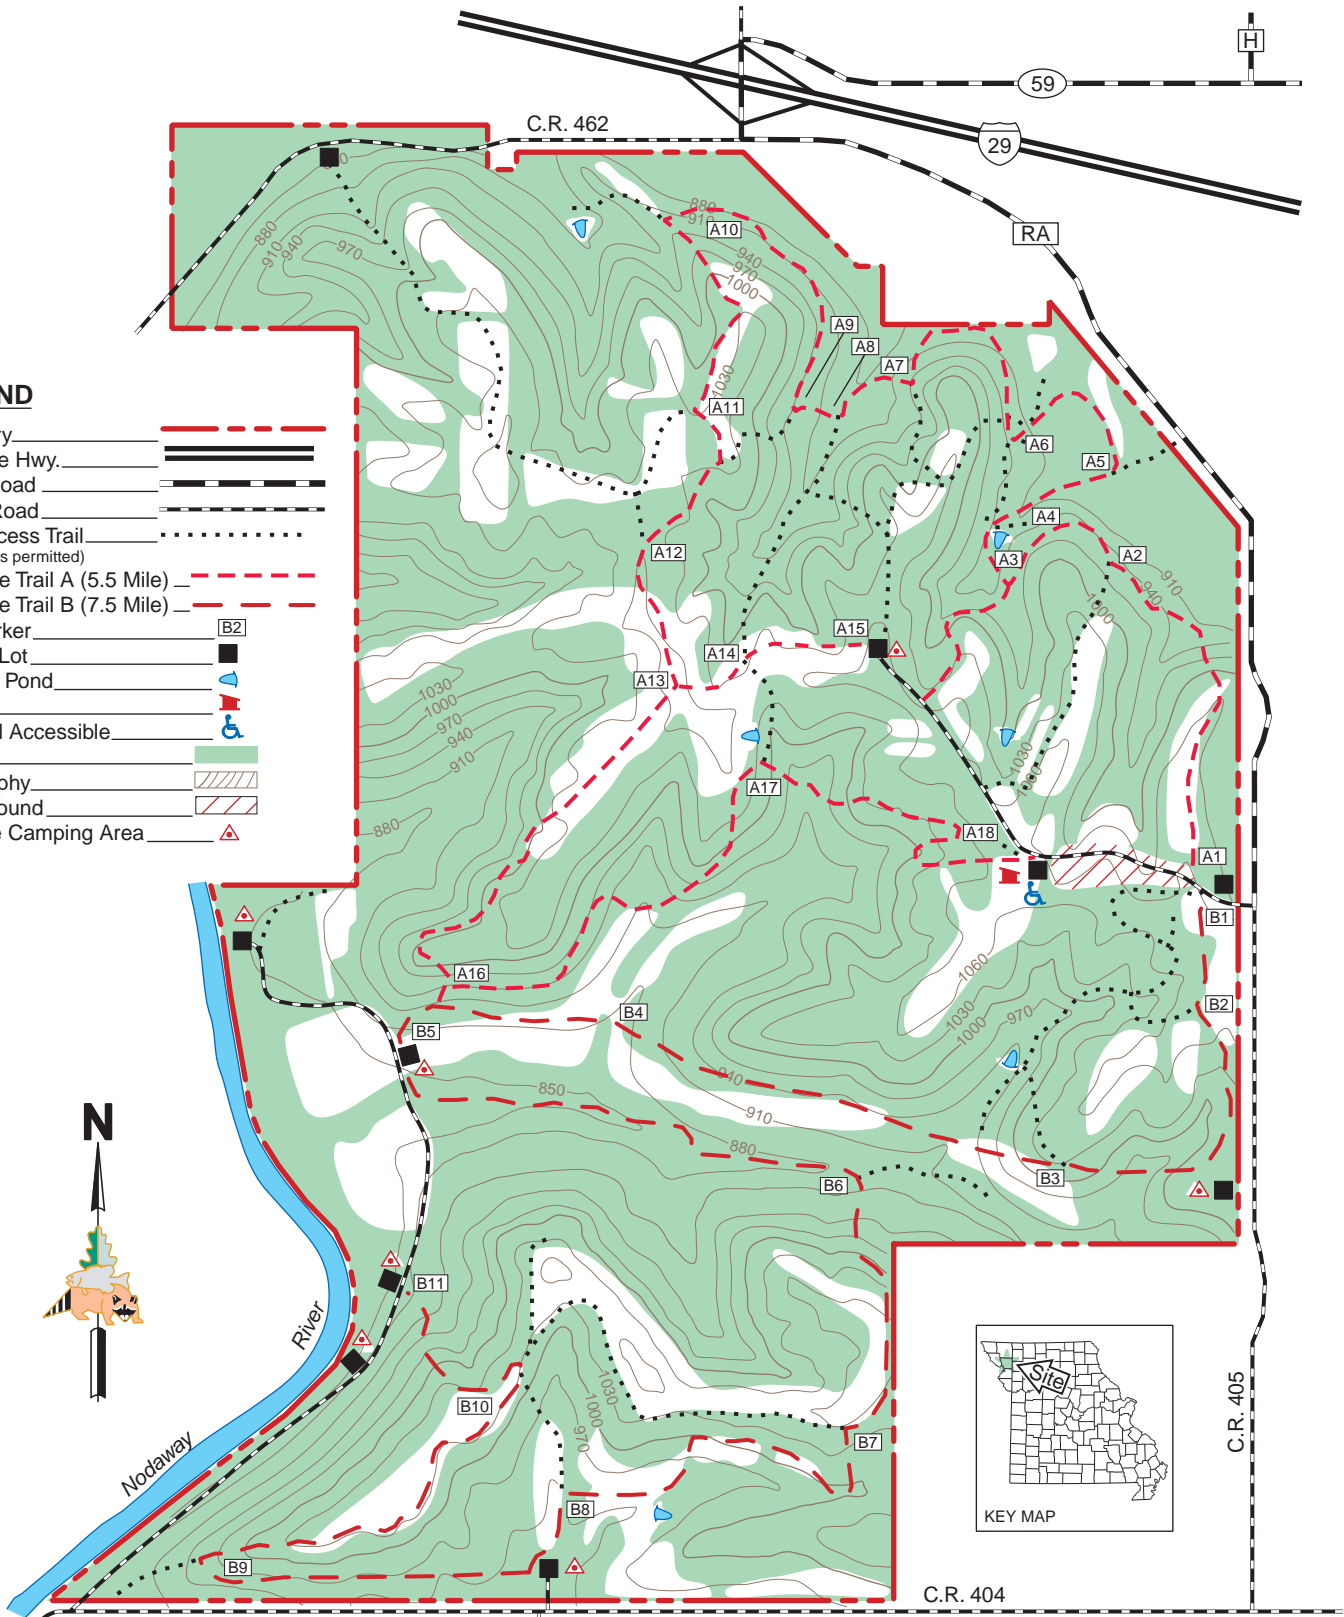 H
59
C.R. 462
29
RA
880
910
A10
880
910
940
970
940
970
1000
A9
A8
A7
1030
A11
A6
A5
ND
ry
e Hwy.
oad
Road
cess Trail
s permitted)
e Trail A (5.5 Mile)
e Trail B (7.5 Mile)
rker
B2
Lot
Pond
l Accessible
phy
ound
e Camping Area
A4
A12
A3
A2
910
940
1000
A15
A14
A13
1030
1000
970
940
910
1030
1000
A17
880
A18
A1
B1
A16
1060
B4
B2
1030
1000
970
B5
850
940
910
880
B3
B6
N
B11
River
Site
1030
1000
970
B10
B7
C.R. 405
Nodaway
B8
KEY MAP
B9
C.R. 404